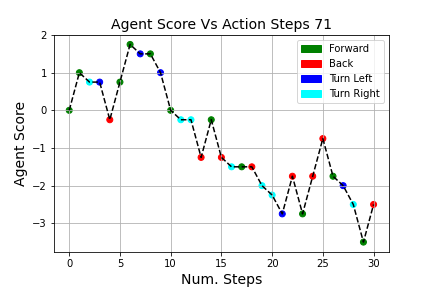 Agent Score Vs Action Steps 71
Agent Score
2
1
0
−1
−2
−3
Forward
Back
Turn Left
Turn Right
0 5 10 15 20 25 30
Num. Steps